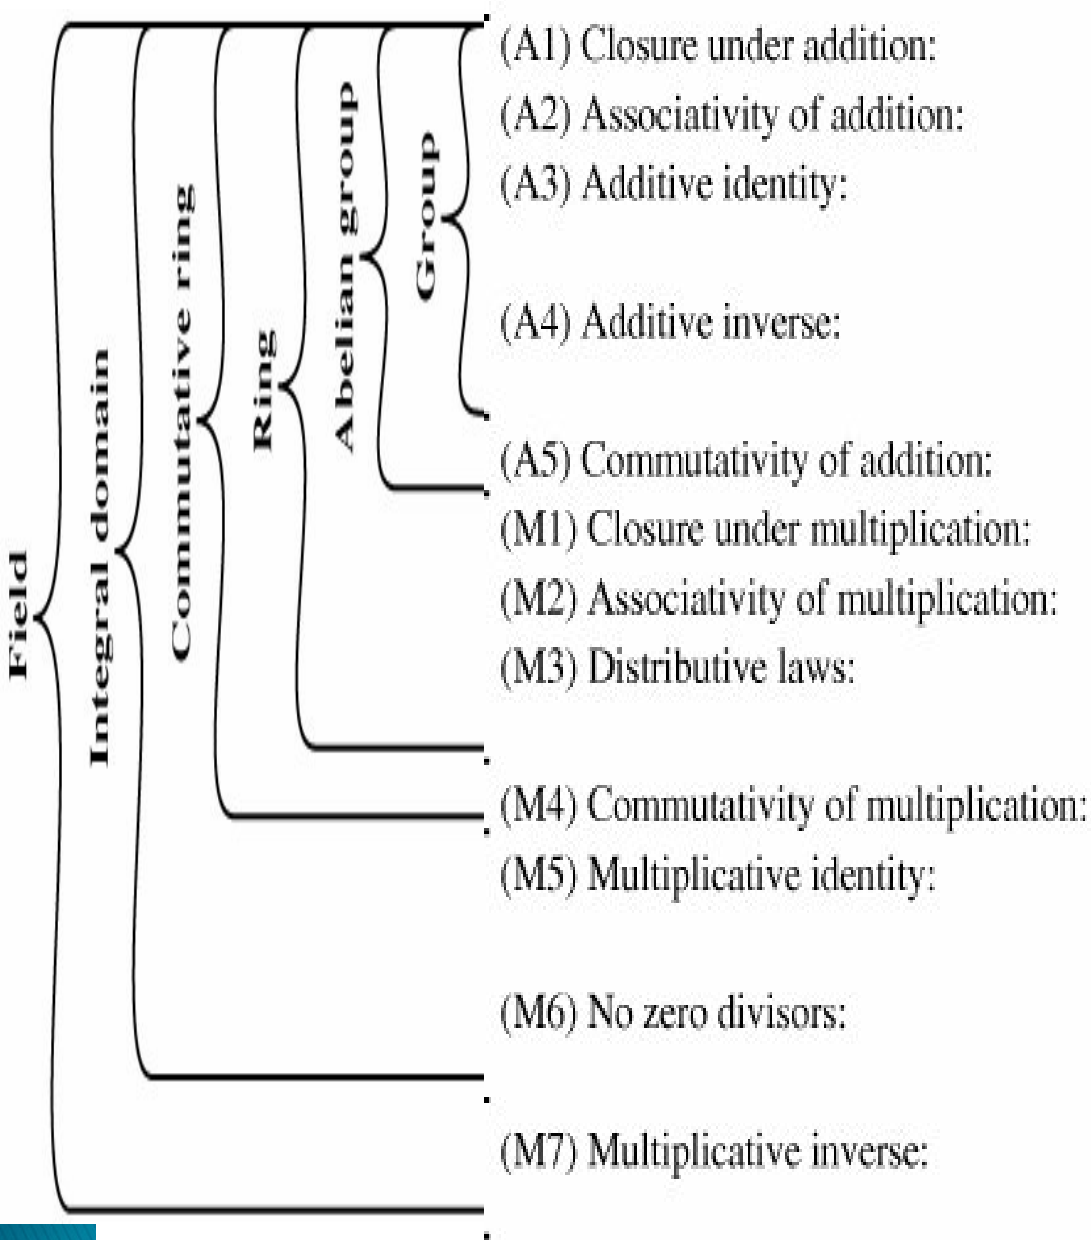 Field
Integral domain
Commutative ring
Ring
Abelian group
Group
(A1) Closure under addition:
(A2) Associativity of addition:
(A3) Additive identity:
(A4) Additive inverse:
(A5) Commutativity of addition:
(M1) Closure under multiplication:
(M2) Associativity of multiplication:
(M3) Distributive laws:
(M4) Commutativity of multiplication:
(M5) Multiplicative identity:
(M6) No zero divisors:
(M7) Multiplicative inverse: